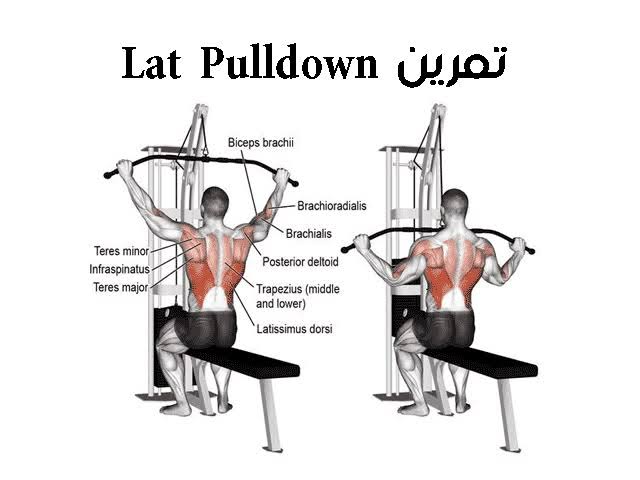 Lat Pulldown تمرين
Biceps brachii
Brachioradialis
Brachialis
Teres minor
Infraspinatus
Teres major
Posterior deltoid
Trapezius (middle
and lower)
Latissimus dorsi